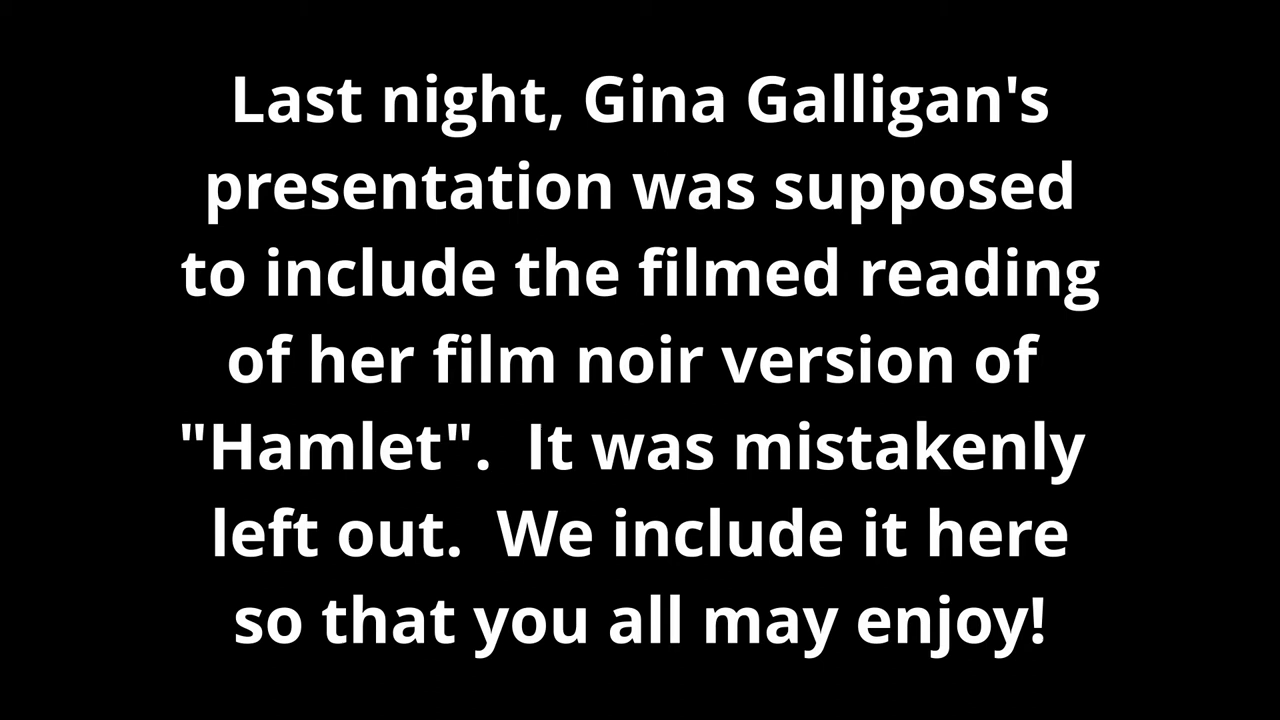 Last night, Gina Galligan's
presentation was supposed
to include the filmed reading
of her film noir version of
"Hamlet".  It was mistakenly
left out.  We include it here
so that you all may enjoy!